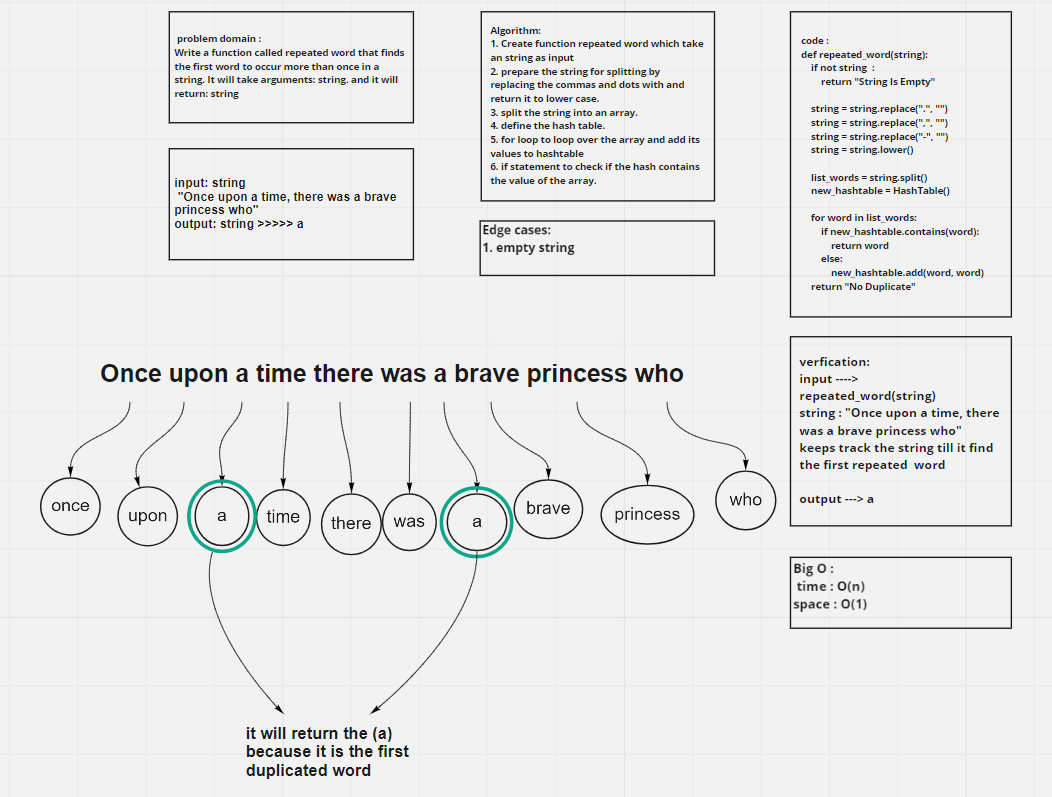 problem domain :
Write a function called repeated word that finds
the first word to occur more than once in a
string. It will take arguments: string. and it will
return: string
input: string
"Once upon a time, there was a brave
princess who"
output: string >>>>> a
Algorithm:
1. Create function repeated word which take
an string as input
2. prepare the string for splitting by
replacing the commas and dots with and
return it to lower case.
3. split the string into an array.
4. define the hash table.
5. for loop to loop over the array and add its
values to hashtable
6. if statement to check if the hash contains
the value of the array.
Edge cases:
1. empty string
code :
def repeated_word(string):
if not string :
return "String Is Empty"
string = string.replace(".", "")
string = string.replace(",", "")
string = string.replace("-", "")
string = string.lower()
list_words = string.split()
new_hashtable = HashTable()
for word in list_words:
if new_hashtable.contains(word):
return word
else:
new_hashtable.add(word, word)
return "No Duplicate"
verfication:
input ---->
repeated_word(string)
string : "Once upon a time, there
was a brave princess who"
keeps track the string till it find
the first repeated word
output ---> a
Big O :
time : O(n)
space : O(1)
Once upon a time there was a brave princess who
once
upon
a
time
there
was
a
brave
princess
who
it will return the (a)
because it is the first
duplicated word